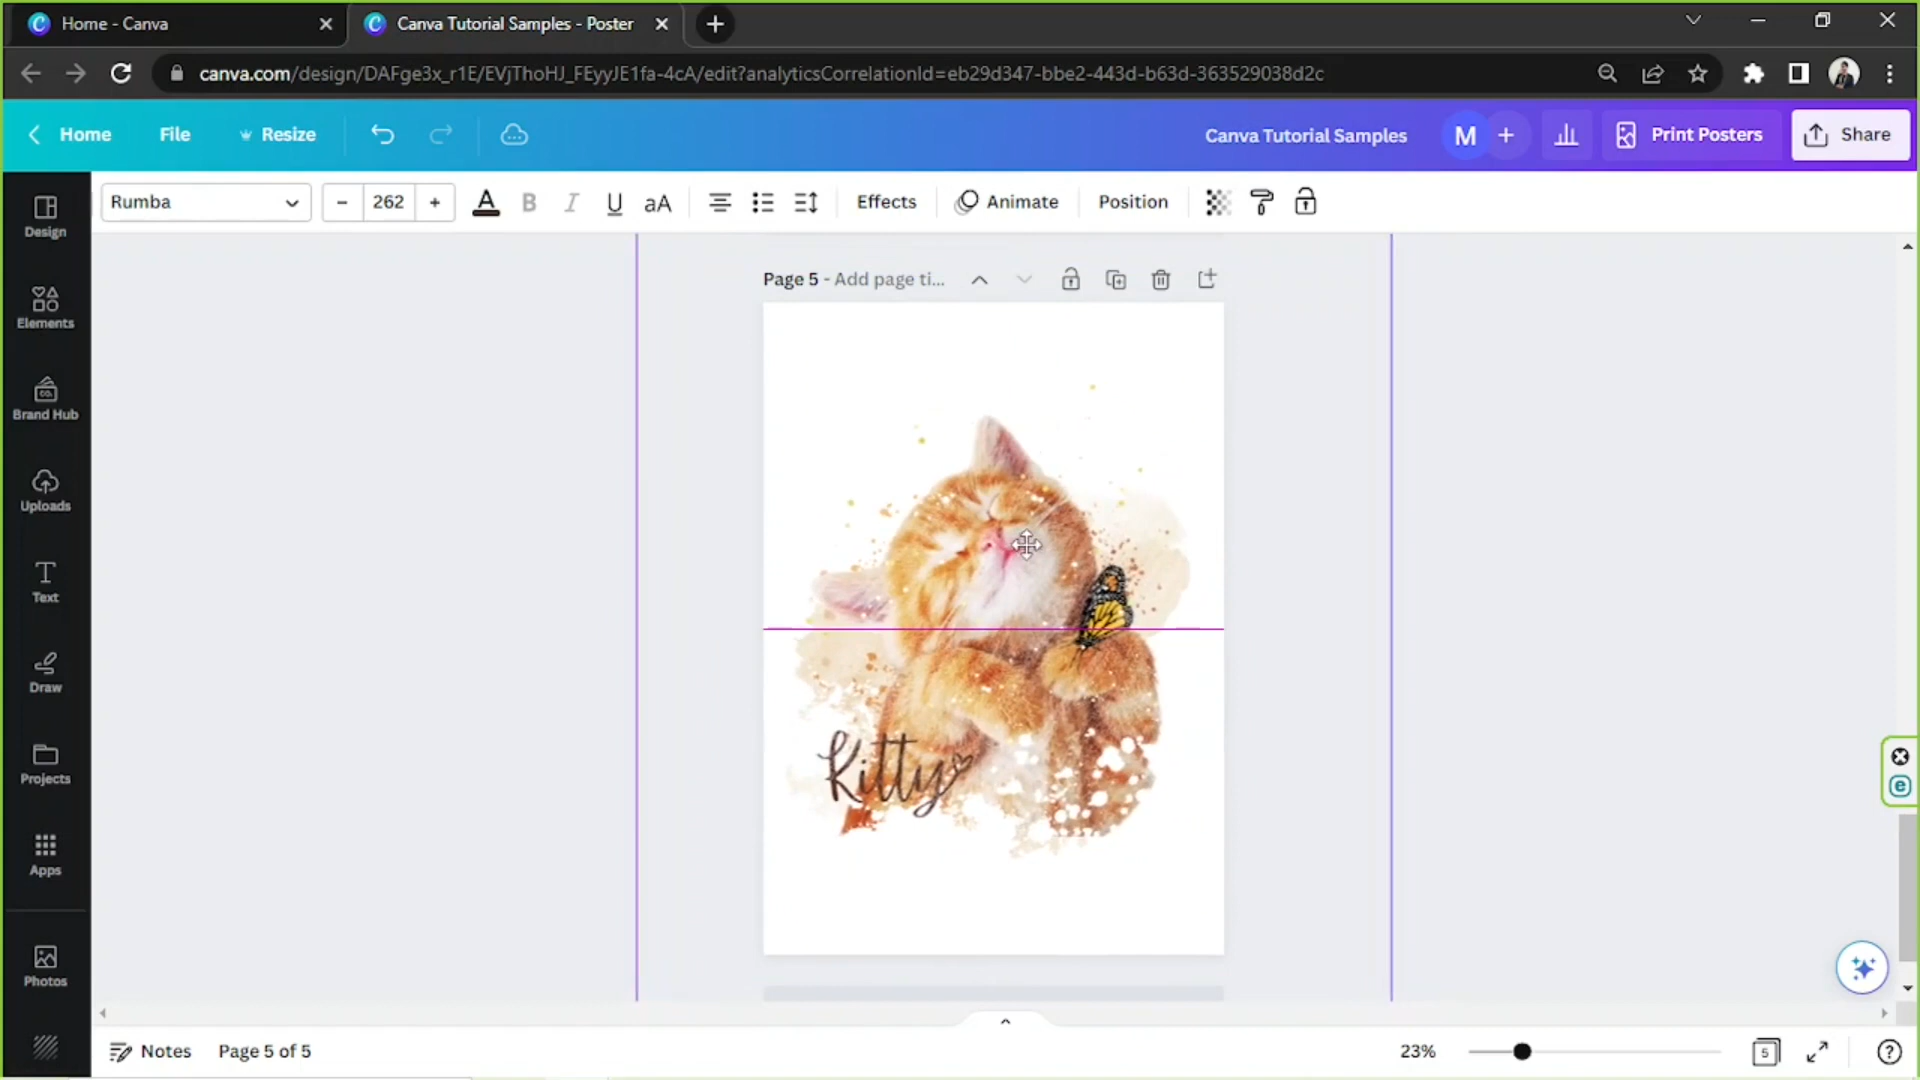 Home - Canva
Canva Tutorial Samples - Poster
canva.com/design/DAFge3x_r1E/EVjThoHJ_FEyyJE1fa-4cA/edit?analyticsCorrelationId=eb29d347-bbe2-443d-b63d-363529038d2c
Home File Resize Canva Tutorial Samples M + Print Posters Share
Rumba - 262 + A B I U aA Effects Animate Position
Design
Elements
Brand Hub
Uploads
Text
Draw
Projects
Apps
Photos
Page 5 - Add page ti...
Kitty
Notes Page 5 of 5 23% 5 ?